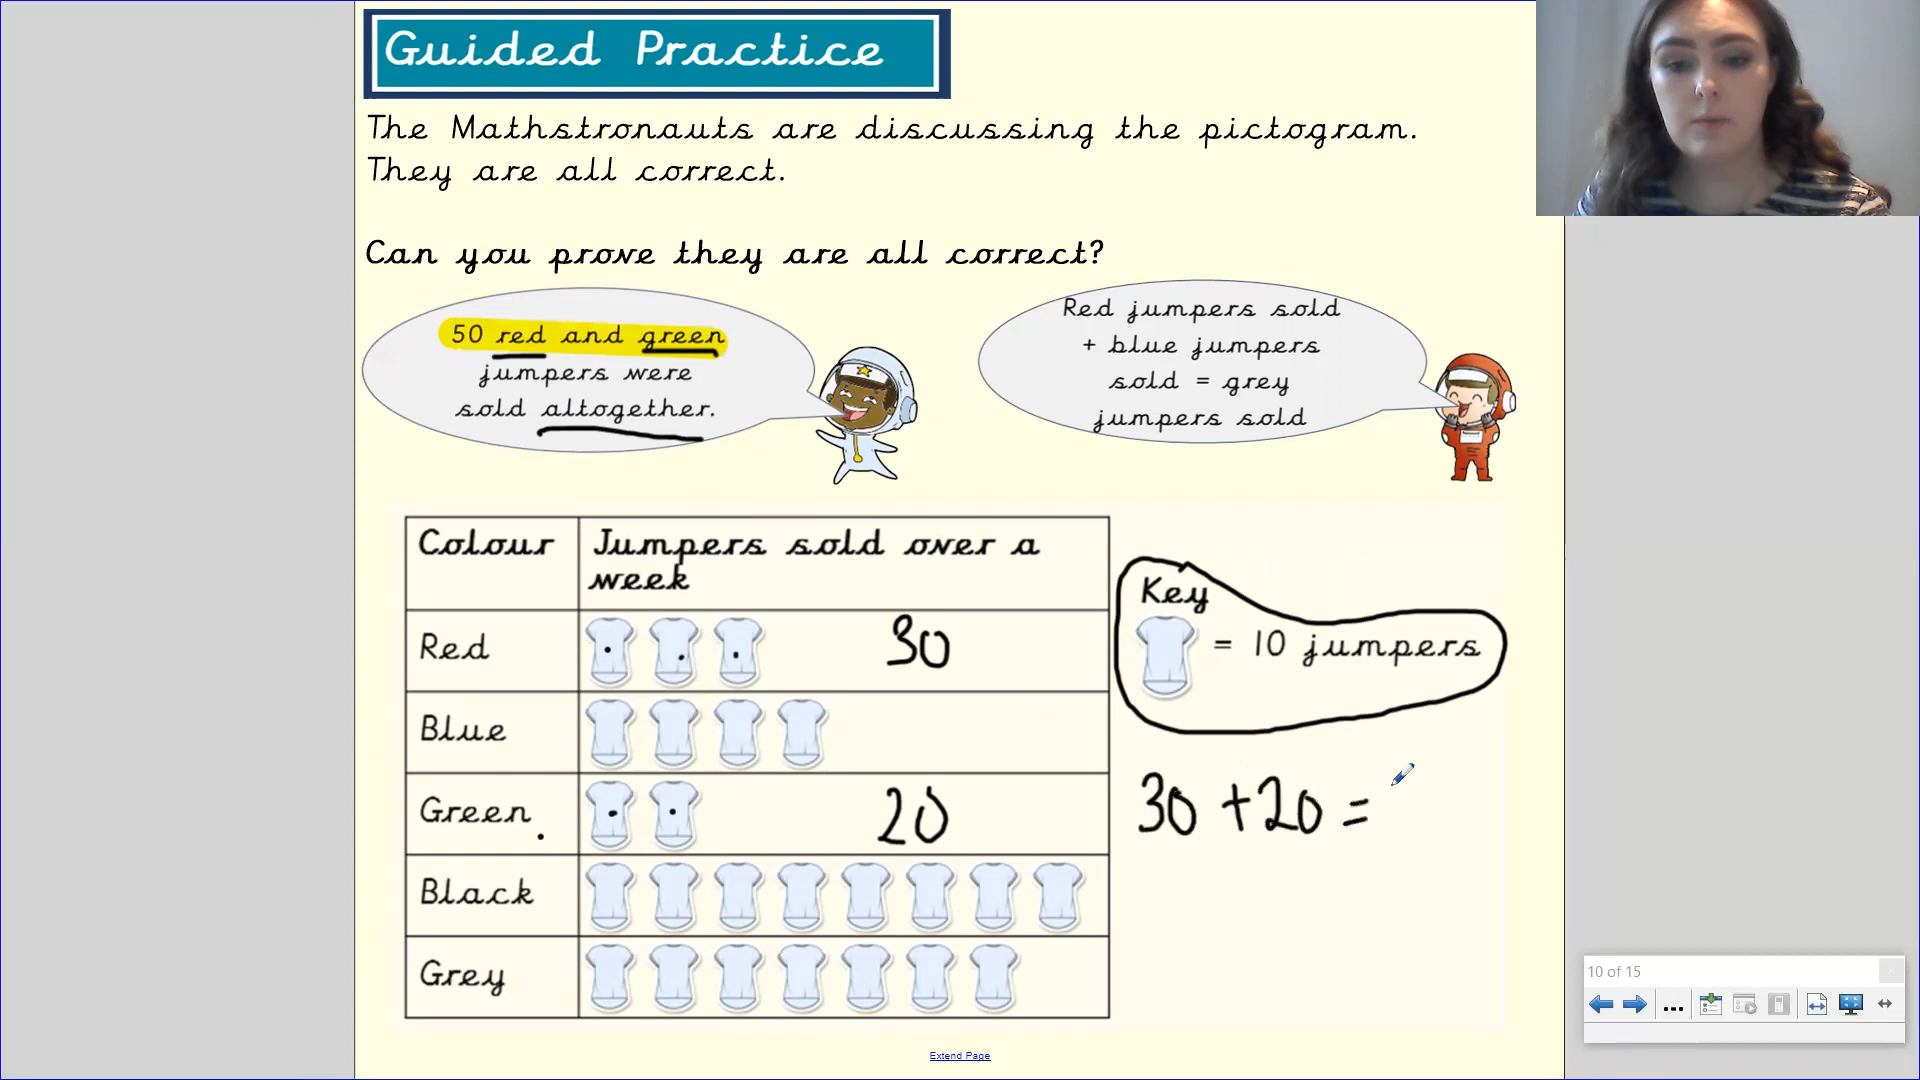 Guided Practice
The Mathstronauts are discussing the pictogram.
They are all correct.
Can you prove they are all correct?
50 red and green
jumpers were
sold altogether.
Red jumpers sold
+ blue jumpers
sold = grey
jumpers sold
Colour
Jumpers sold over a
week
Red
30
Blue
Green
20
Black
Grey
Key
= 10 jumpers
30 + 20 =
10 of 15
...
Extend Page